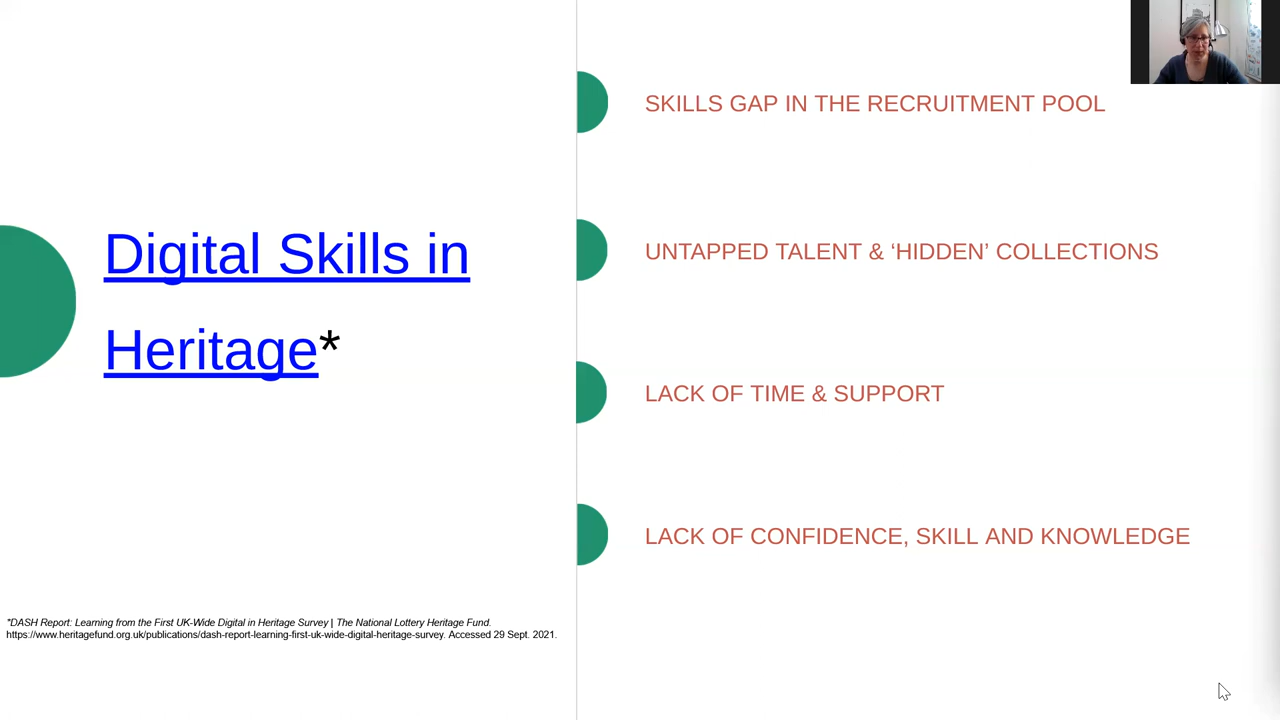 Digital Skills in
Heritage*
*DASH Report: Learning from the First UK-Wide Digital in Heritage Survey | The National Lottery Heritage Fund.
https://www.heritagefund.org.uk/publications/dash-report-learning-first-uk-wide-digital-heritage-survey. Accessed 29 Sept. 2021.
SKILLS GAP IN THE RECRUITMENT POOL
UNTAPPED TALENT & ‘HIDDEN’ COLLECTIONS
LACK OF TIME & SUPPORT
LACK OF CONFIDENCE, SKILL AND KNOWLEDGE